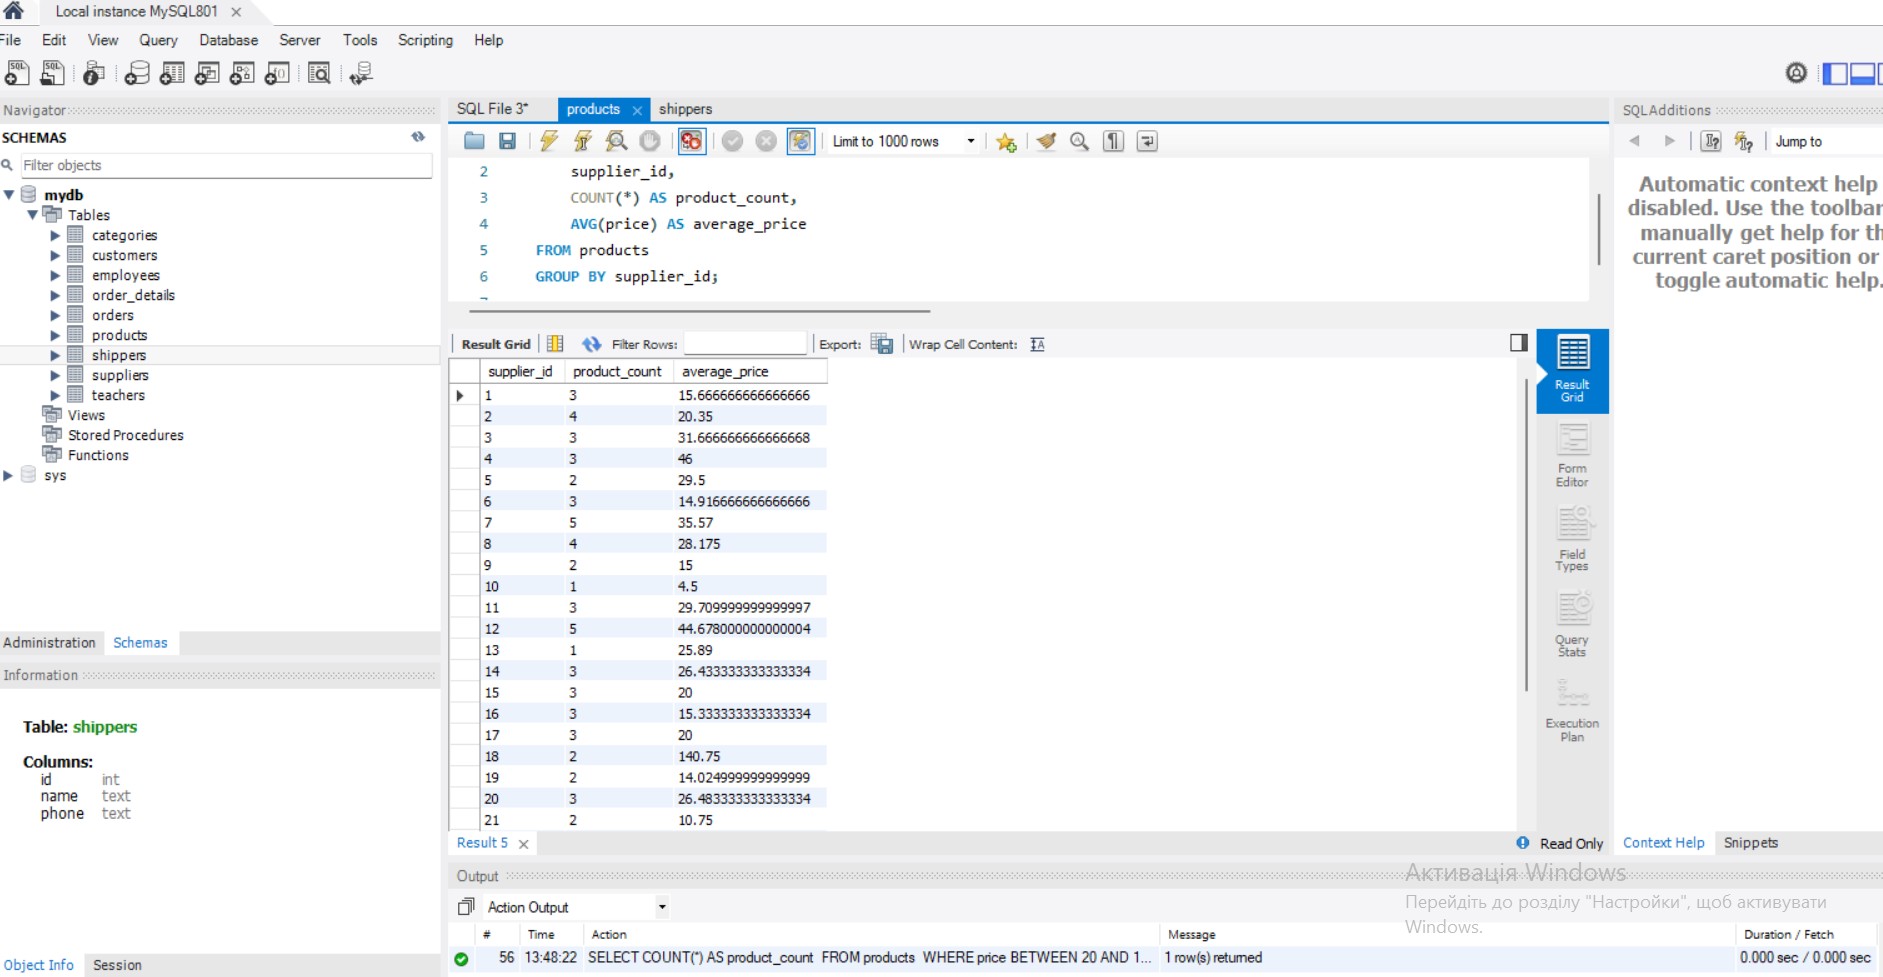 Local instance MySQL801
File Edit View Query Database Server Tools Scripting Help
Navigator
SCHEMAS
Filter objects
mydb
Tables
categories
customers
employees
order_details
orders
products
shippers
suppliers
teachers
Views
Stored Procedures
Functions
sys
Administration Schemas
Information
Table: shippers
Columns:
id int
name text
phone text
Object Info Session
SQL File 3* products shippers
Limit to 1000 rows
2 supplier_id,
3 COUNT(*) AS product_count,
4 AVG(price) AS average_price
5 FROM products
6 GROUP BY supplier_id;
Result Grid Filter Rows: Export: Wrap Cell Content:
supplier_id product_count average_price
1 3 15.666666666666666
2 4 20.35
3 3 31.666666666666668
4 3 46
5 2 29.5
6 3 14.916666666666666
7 5 35.57
8 4 28.175
9 2 15
10 1 4.5
11 3 29.709999999999997
12 5 44.678000000000004
13 1 25.89
14 3 26.433333333333334
15 3 20
16 3 15.333333333333334
17 3 20
18 2 140.75
19 2 14.024999999999999
20 3 26.483333333333334
21 2 10.75
Result Grid
Form Editor
Field Types
Query Stats
Execution Plan
Result 5
Read Only
Output
Action Output
# Time Action Message Duration / Fetch
56 13:48:22 SELECT COUNT(*) AS product_count FROM products WHERE price BETWEEN 20 AND 1... 1 row(s) returned 0.000 sec / 0.000 sec
SQLAdditions
Jump to
Automatic context help
disabled. Use the toolbar
manually get help for th
current caret position or
toggle automatic help.
Context Help Snippets
Активація Windows
Перейдіть до розділу "Настройки", щоб активувати
Windows.